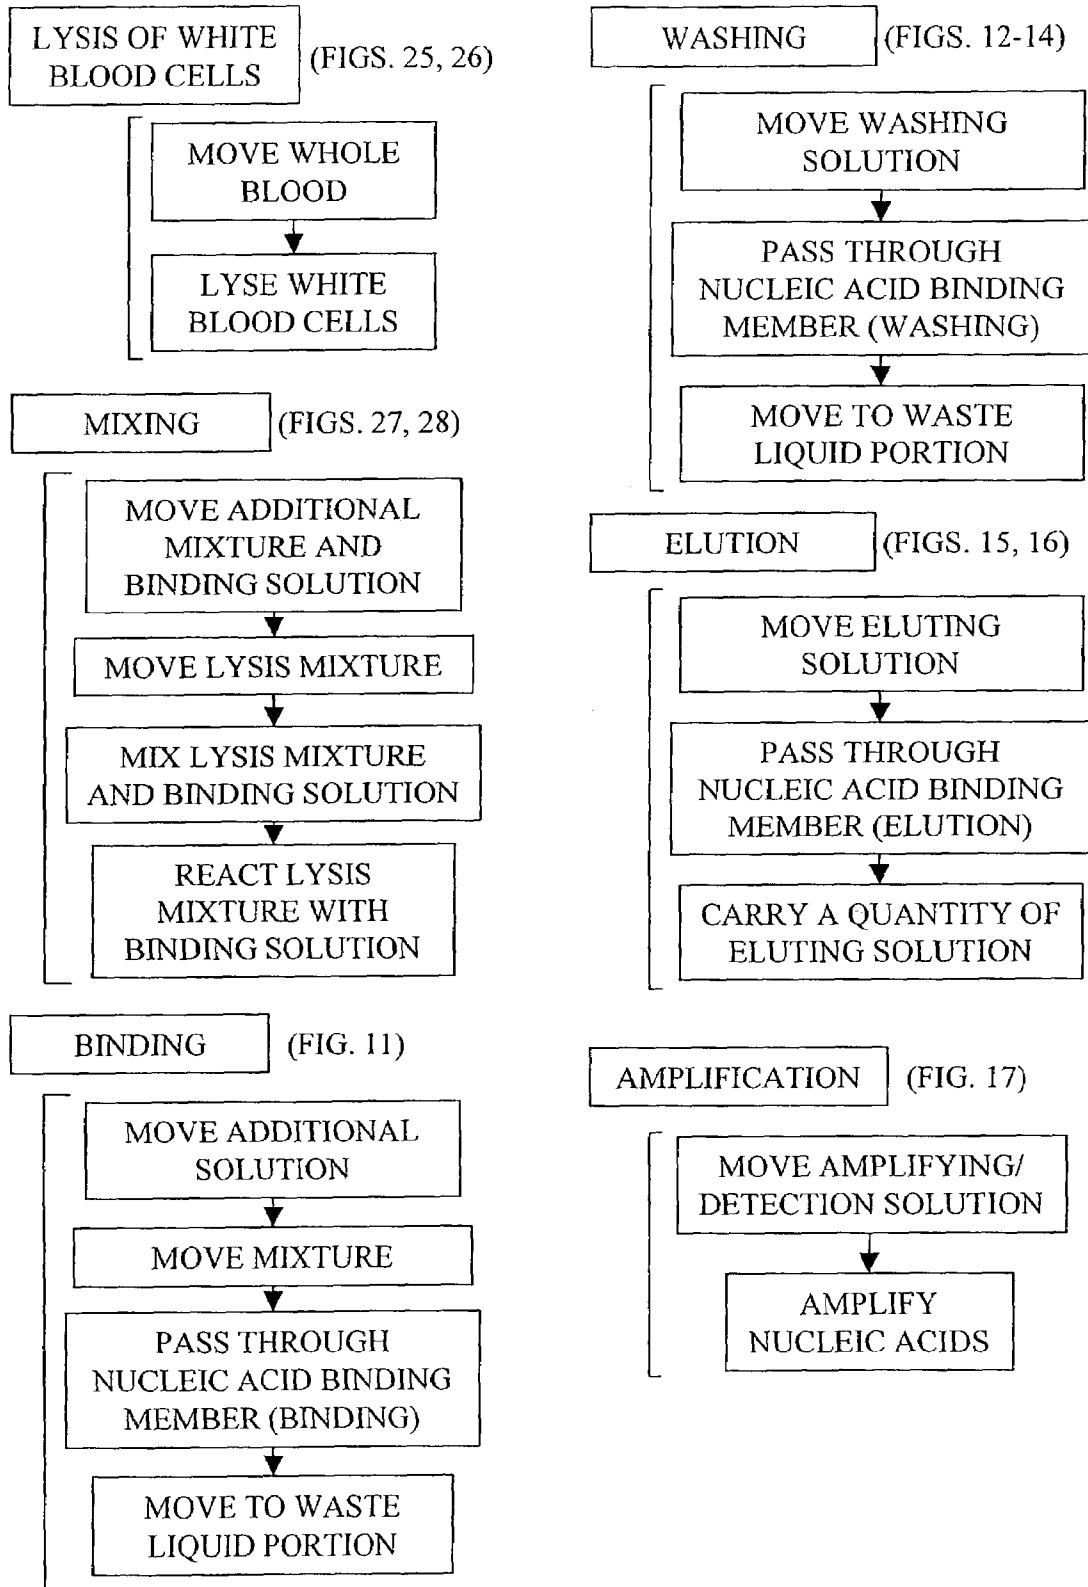 LYSIS OF WHITE
BLOOD CELLS
(FIGS. 25, 26)
MOVE WHOLE
BLOOD
LYSE WHITE
BLOOD CELLS
MIXING
(FIGS. 27, 28)
MOVE ADDITIONAL
MIXTURE AND
BINDING SOLUTION
MOVE LYSIS MIXTURE
MIX LYSIS MIXTURE
AND BINDING SOLUTION
REACT LYSIS
MIXTURE WITH
BINDING SOLUTION
BINDING
(FIG. 11)
MOVE ADDITIONAL
SOLUTION
MOVE MIXTURE
PASS THROUGH
NUCLEIC ACID BINDING
MEMBER (BINDING)
MOVE TO WASTE
LIQUID PORTION
WASHING
(FIGS. 12-14)
MOVE WASHING
SOLUTION
PASS THROUGH
NUCLEIC ACID BINDING
MEMBER (WASHING)
MOVE TO WASTE
LIQUID PORTION
ELUTION
(FIGS. 15, 16)
MOVE ELUTING
SOLUTION
PASS THROUGH
NUCLEIC ACID BINDING
MEMBER (ELUTION)
CARRY A QUANTITY OF
ELUTING SOLUTION
AMPLIFICATION
(FIG. 17)
MOVE AMPLIFYING/
DETECTION SOLUTION
AMPLIFY
NUCLEIC ACIDS